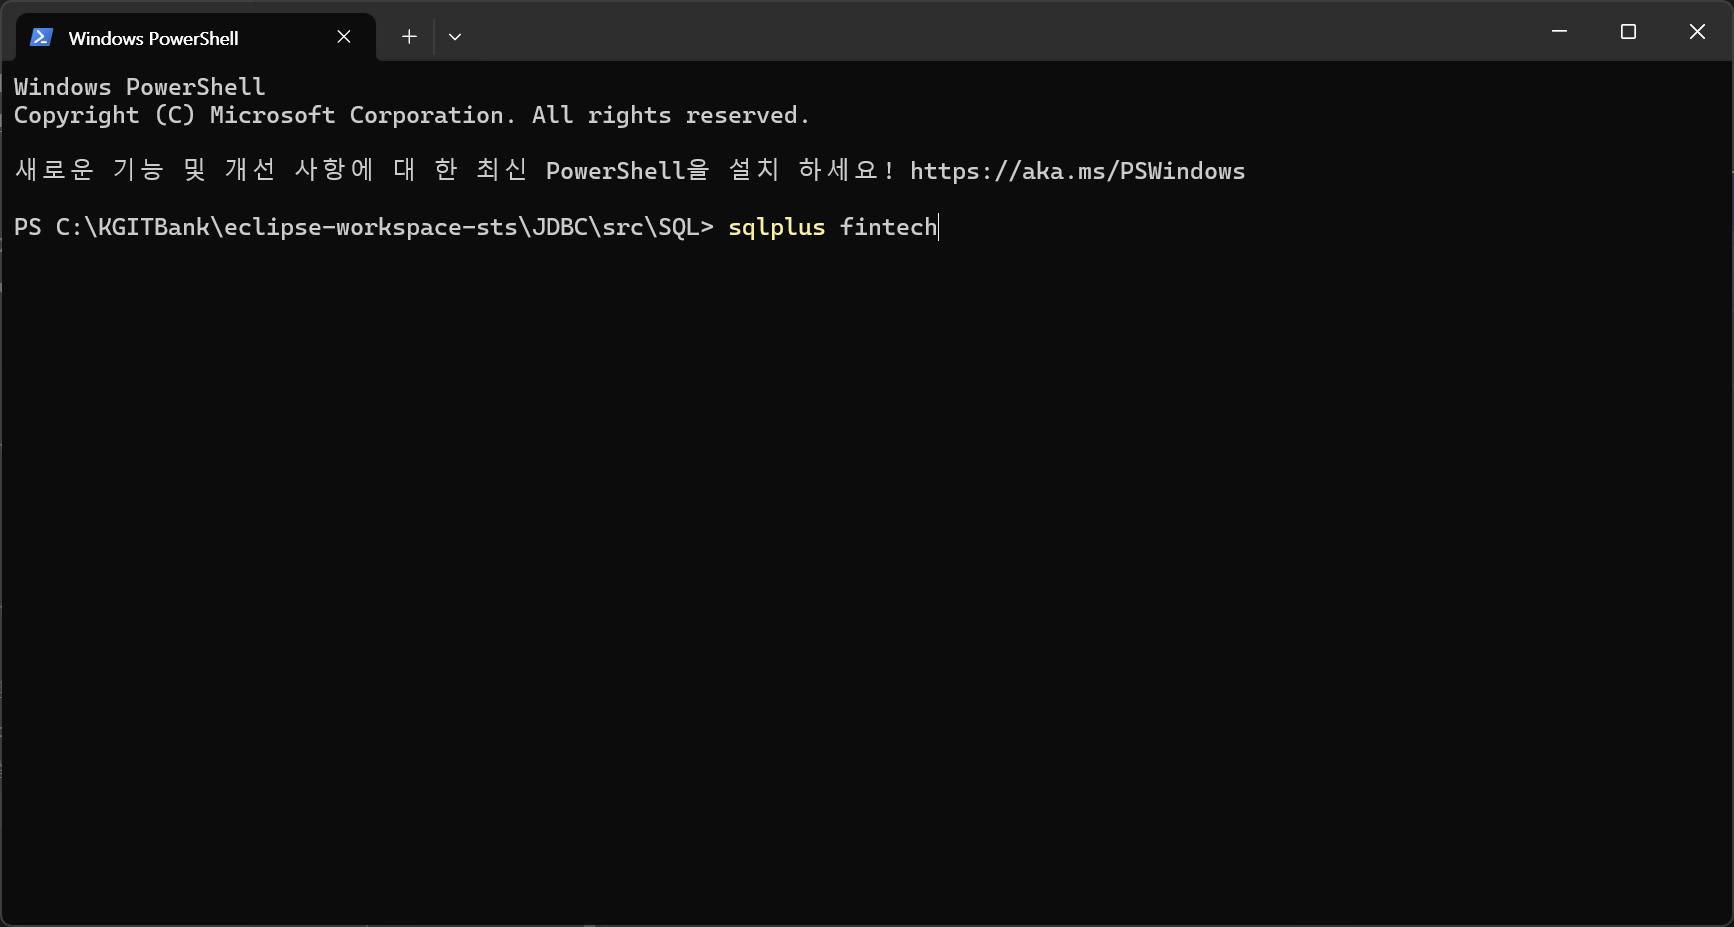 Windows PowerShell
Windows PowerShell
Copyright (C) Microsoft Corporation. All rights reserved.
새로운 기능 및 개선 사항에 대 한 최신 PowerShell을 설치 하세요! https://aka.ms/PSWindows
PS C:\KGITBank\eclipse-workspace-sts\JDBC\src\SQL> sqlplus fintech